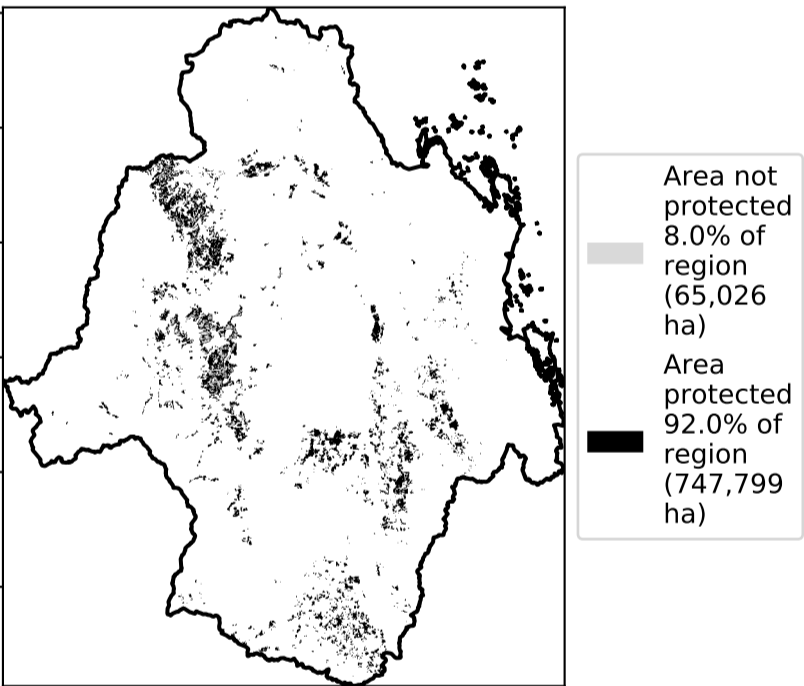 Area not
protected
8.0% of
region
(65,026
ha)
Area
protected
92.0% of
region
(747,799
ha)